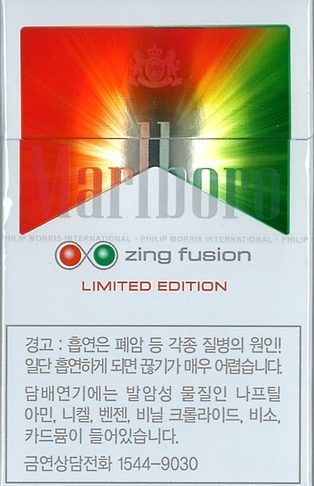 Marlboro
PHILIP MORRIS INTERNATIONAL · PHILIP MORRIS INTERNATIONAL · PHILIP MORRIS
zing fusion
LIMITED EDITION
경고 : 흡연은 폐암 등 각종 질병의 원인!
일단 흡연하게 되면 끊기가 매우 어렵습니다.
담배연기에는 발암성 물질인 나프틸
아민, 니켈, 벤젠, 비닐 크롤라이드, 비소,
카드뮴이 들어있습니다.
금연상담전화 1544-9030